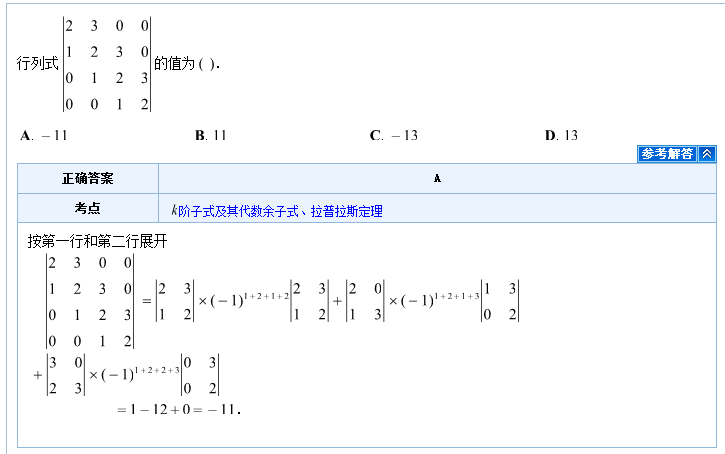 行列式 |2 3 0 0; 1 2 3 0; 0 1 2 3; 0 0 1 2| 的值为 ( ).
A. －11 B. 11 C. －13 D. 13
参考解答
正确答案 A
考点 k阶子式及其代数余子式、拉普拉斯定理
按第一行和第二行展开
|2 3 0 0; 1 2 3 0; 0 1 2 3; 0 0 1 2| = |2 3; 1 2| × (－1)^{1+2+1+2} |2 3; 1 2| + |2 0; 1 3| × (－1)^{1+2+1+3} |1 3; 0 2|
+ |3 0; 2 3| × (－1)^{1+2+2+3} |0 3; 0 2|
= 1 － 12 + 0 = －11.